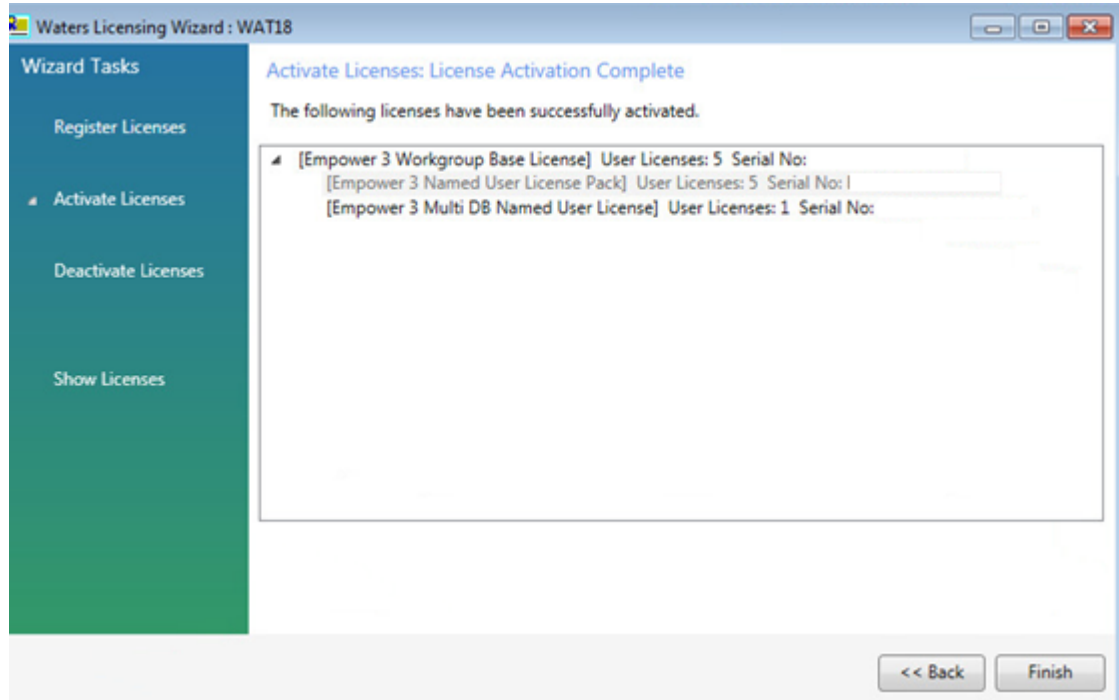 Waters Licensing Wizard : WAT18
Wizard Tasks
Register Licenses
Activate Licenses
Deactivate Licenses
Show Licenses
Activate Licenses: License Activation Complete
The following licenses have been successfully activated.
[Empower 3 Workgroup Base License] User Licenses: 5 Serial No:
[Empower 3 Named User License Pack] User Licenses: 5 Serial No:
[Empower 3 Multi DB Named User License] User Licenses: 1 Serial No:
<< Back
Finish